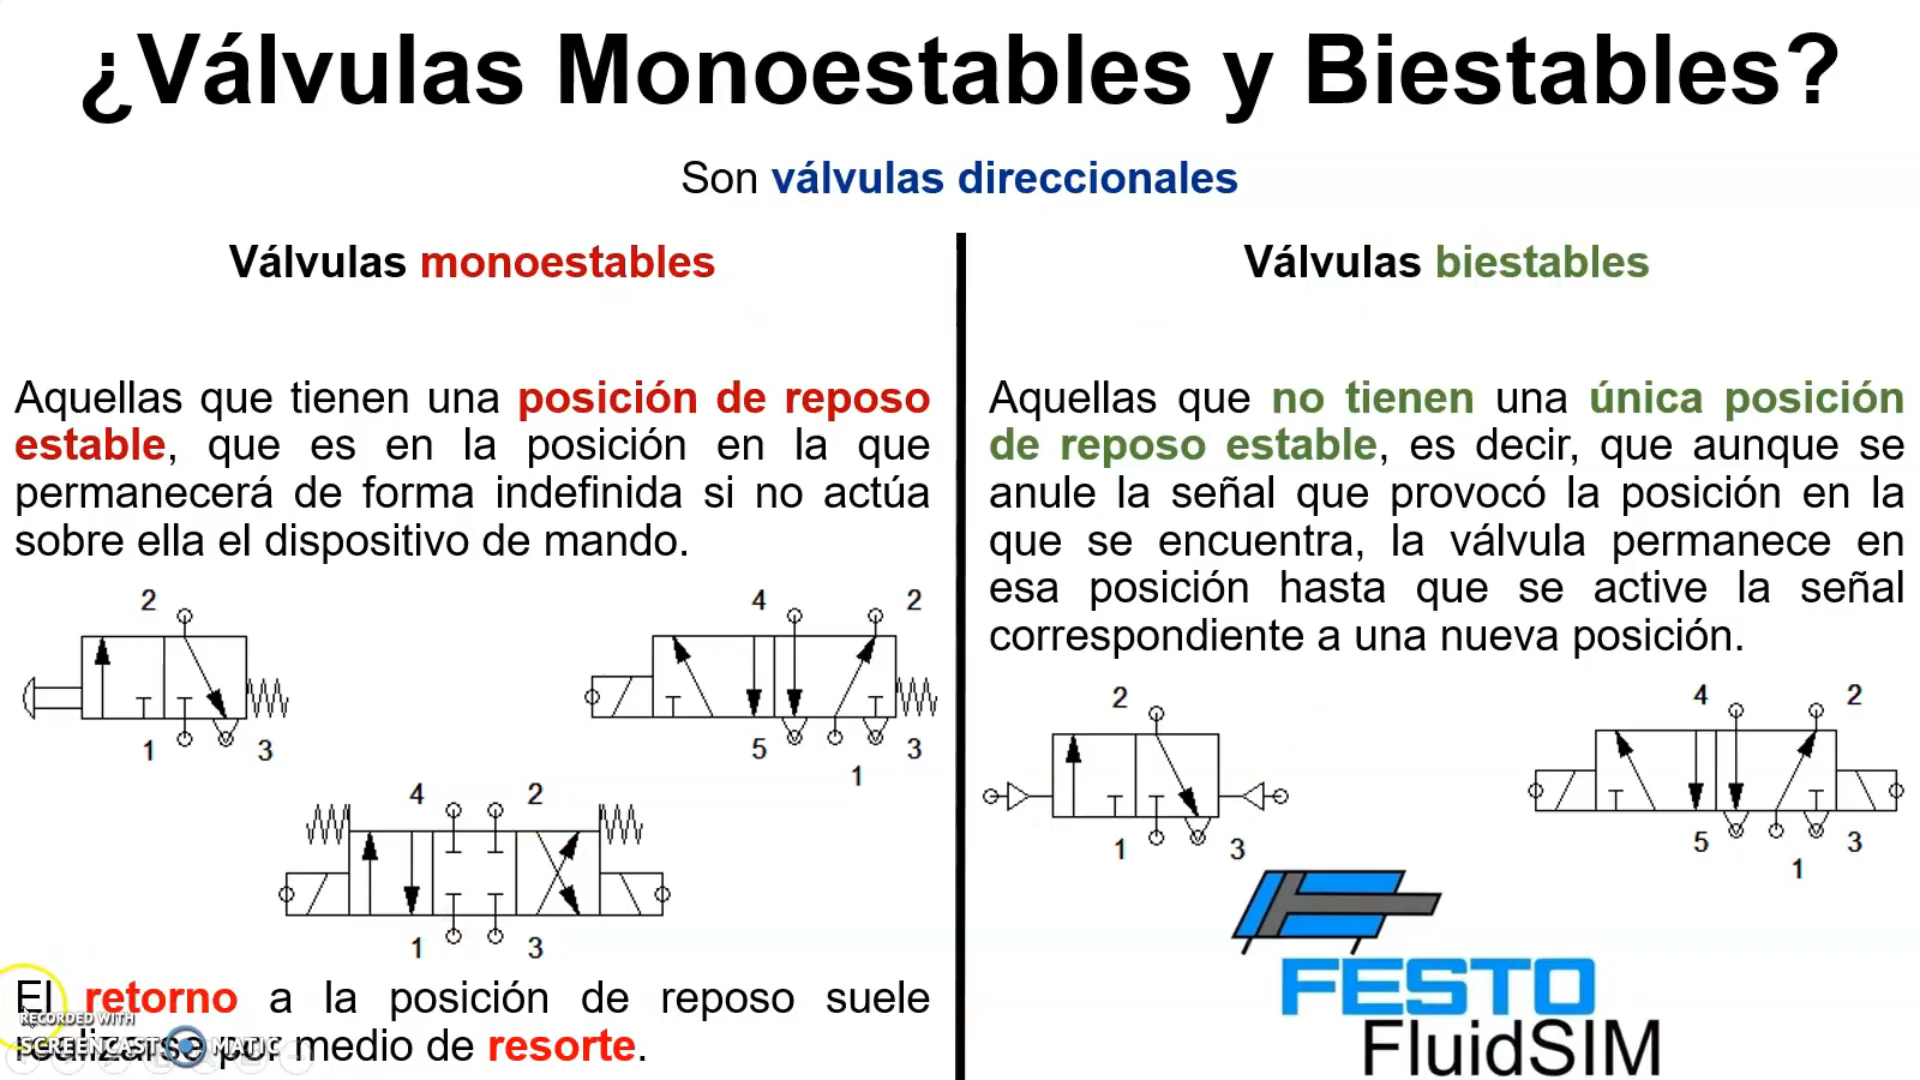 ¿Válvulas Monoestables y Biestables?
Son válvulas direccionales
Válvulas monoestables
Aquellas que tienen una posición de reposo
estable, que es en la posición en la que
permanecerá de forma indefinida si no actúa
sobre ella el dispositivo de mando.
2
1
3
4
2
5
1
3
4
2
1
3
El retorno a la posición de reposo suele
realizarse por medio de resorte.
RECORDED WITH
SCREENCAST MATIC
Válvulas biestables
Aquellas que no tienen una única posición
de reposo estable, es decir, que aunque se
anule la señal que provocó la posición en la
que se encuentra, la válvula permanece en
esa posición hasta que se active la señal
correspondiente a una nueva posición.
2
1
3
4
2
5
1
3
FESTO
FluidSIM